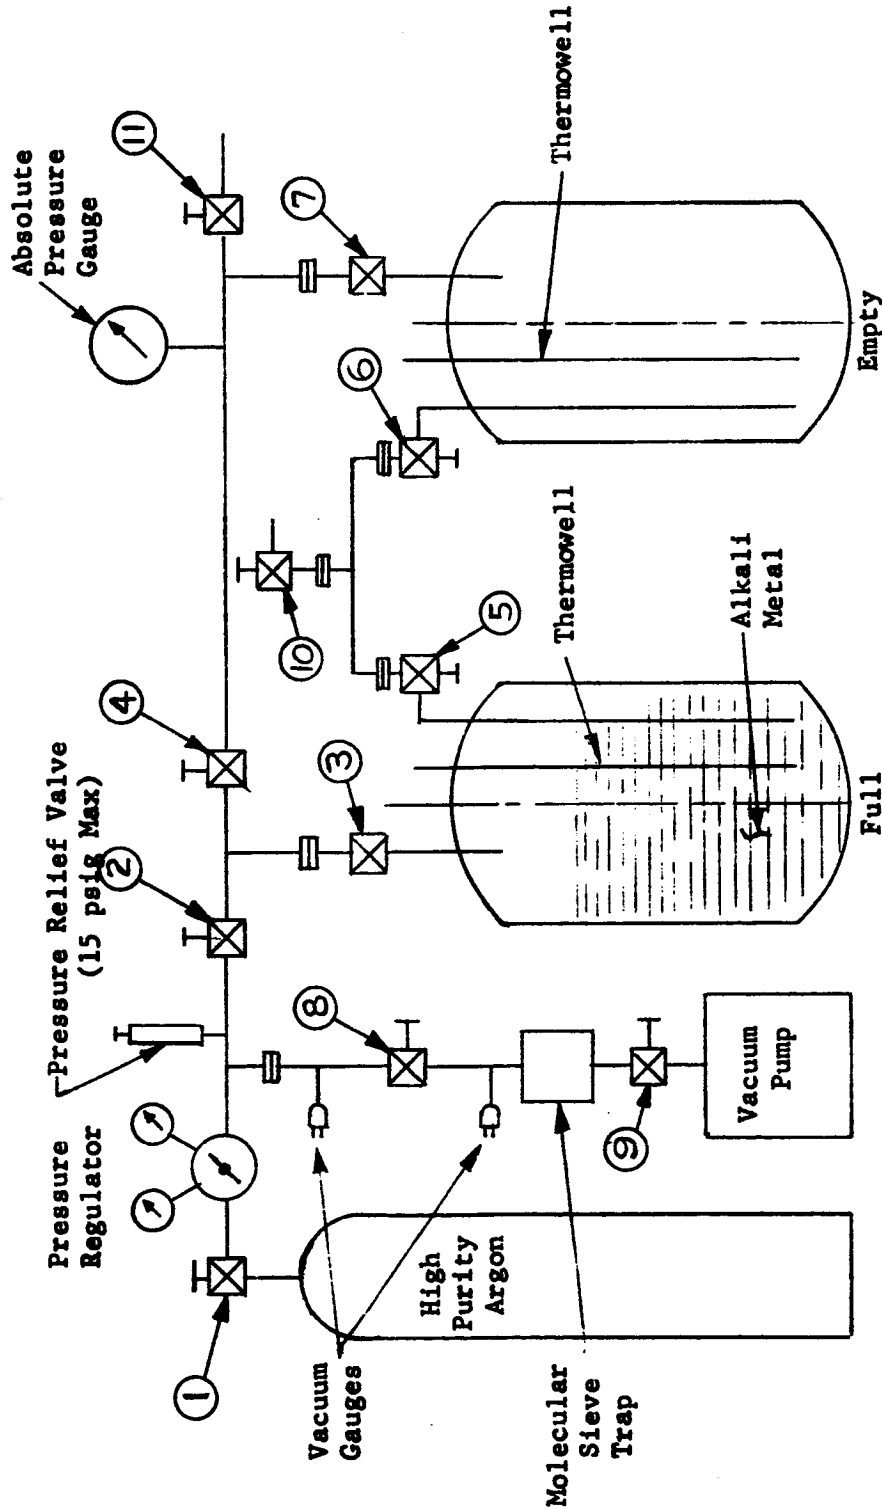 Pressure
Regulator
Pressure Relief Valve
(15 psig Max)
Absolute
Pressure
Gauge
1
2
4
11
Vacuum
Gauges
8
3
10
6
7
High
Purity
Argon
5
Thermowell
Thermowell
Molecular
Sieve
Trap
9
Vacuum
Pump
Alkali
Metal
Full
Empty